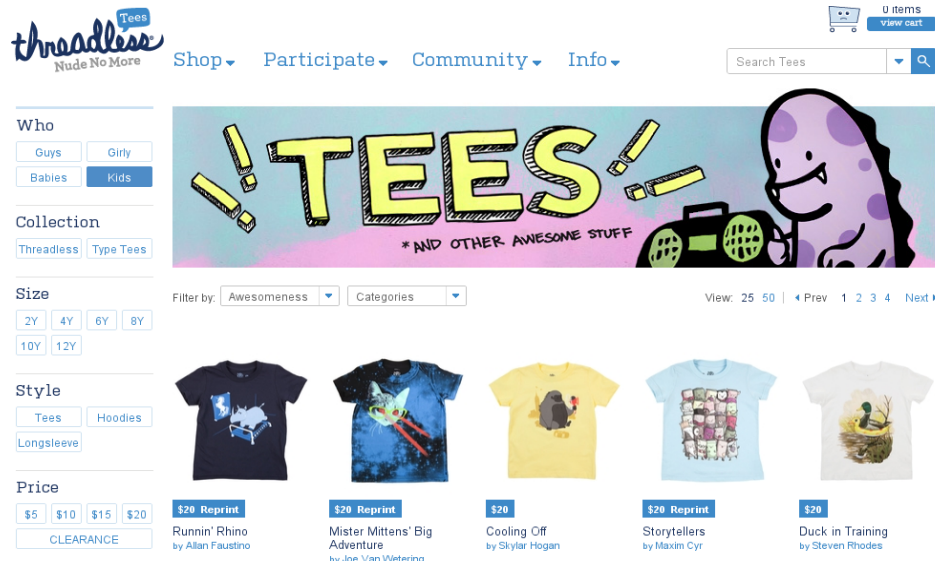 Tees
threadless
Nude No More
0 items
view cart
Shop
Participate
Community
Info
Search Tees
Who
Guys
Girly
Babies
Kids
Collection
Threadless
Type Tees
Size
2Y
4Y
6Y
8Y
10Y
12Y
Style
Tees
Hoodies
Longsleeve
Price
$5
$10
$15
$20
CLEARANCE
! TEES !!
*AND OTHER AWESOME STUFF
Filter by: Awesomeness Categories
View: 25 50 Prev 1 2 3 4 Next
$20 Reprint
Runnin' Rhino
by Allan Faustino
$20 Reprint
Mister Mittens' Big
Adventure
by Joe Van Wetering
$20
Cooling Off
by Skylar Hogan
$20 Reprint
Storytellers
by Maxim Cyr
$20
Duck in Training
by Steven Rhodes